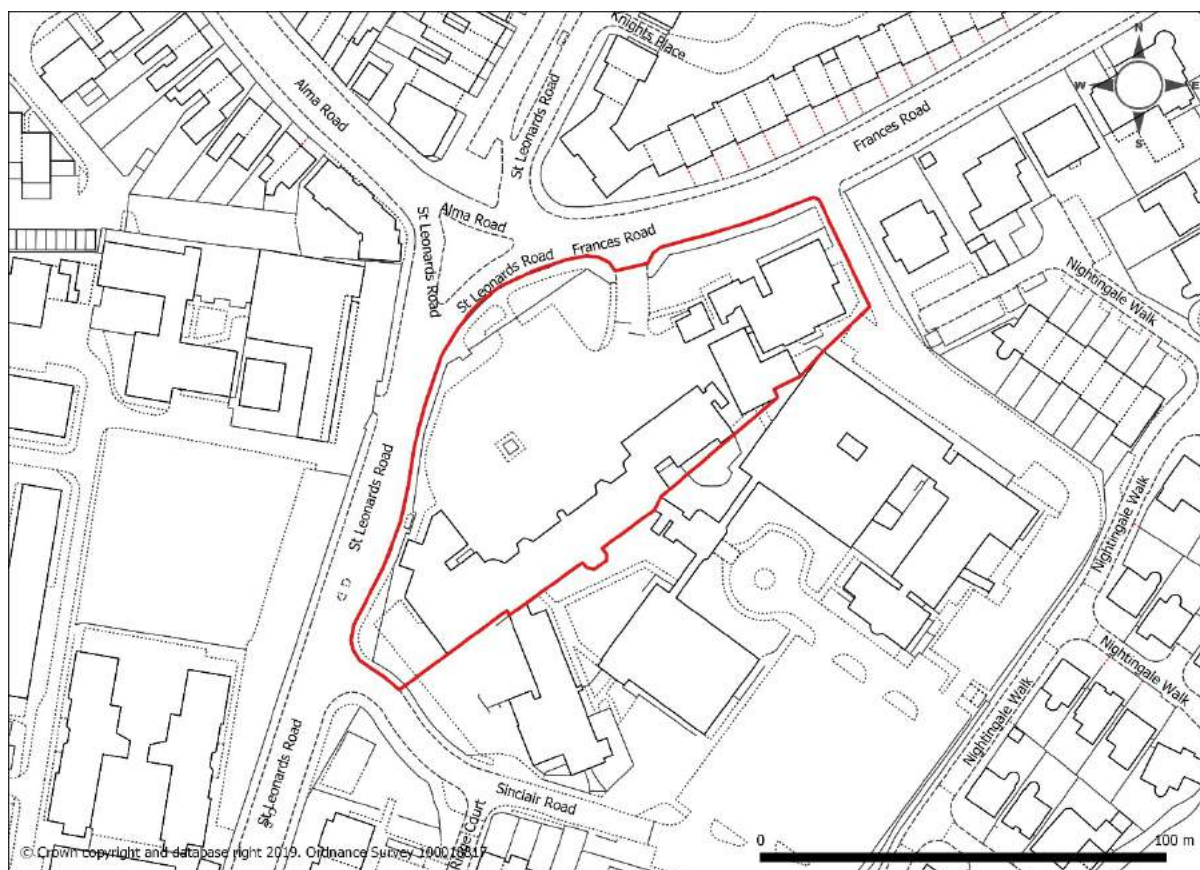 Knights Place
N
W
E
S
Alma Road
St Leonards Road
Frances Road
St Leonards Road
Alma Road
St Leonards Road
Frances Road
Nightingale Walk
St Leonards Road
Nightingale Walk
Nightingale Walk
Nightingale Walk
St Leonards Road
Sinclair Road
Court
0
100 m
© Crown copyright and database right 2019. Ordnance Survey 100018817